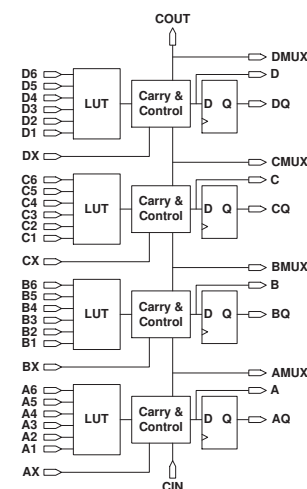 COUT
DMUX
D6
D
D5
D4
LUT
Carry & Control
D Q
DQ
D3
D2
D1
DX
CMUX
C6
C
C5
C4
LUT
Carry & Control
D Q
CQ
C3
C2
C1
CX
BMUX
B6
B
B5
B4
LUT
Carry & Control
D Q
BQ
B3
B2
B1
BX
AMUX
A6
A
A5
A4
LUT
Carry & Control
D Q
AQ
A3
A2
A1
AX
CIN